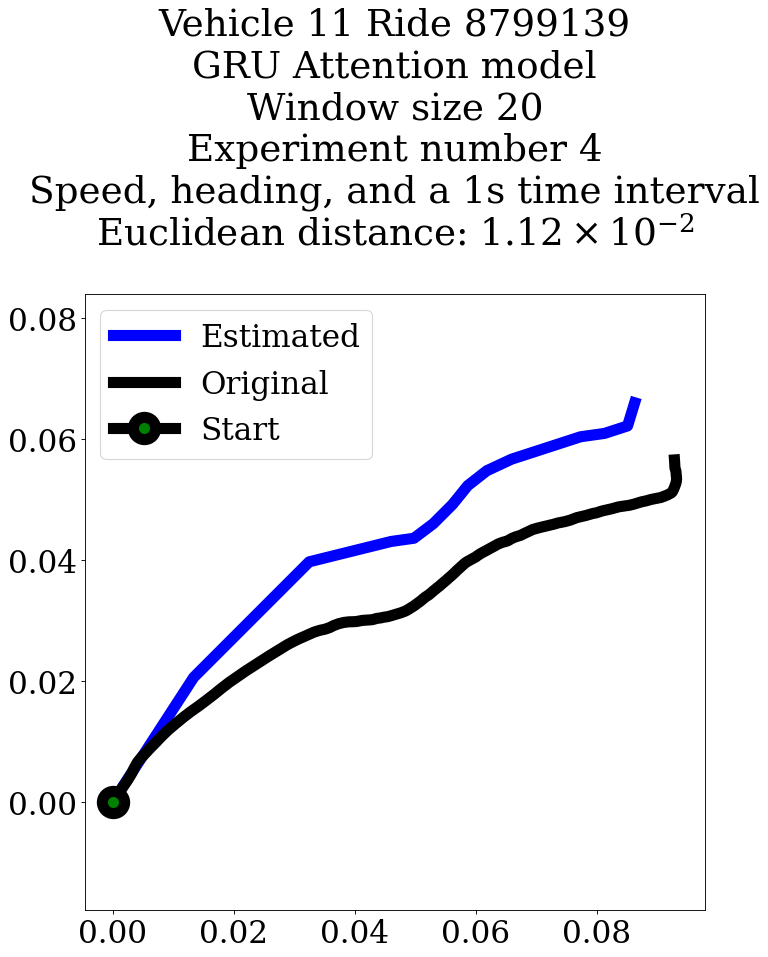 Vehicle 11 Ride 8799139
GRU Attention model
Window size 20
Experiment number 4
Speed, heading, and a 1s time interval
Euclidean distance: 1.12 × 10⁻²
0.08
Estimated
Original
Start
0.06
0.04
0.02
0.00
0.00 0.02 0.04 0.06 0.08